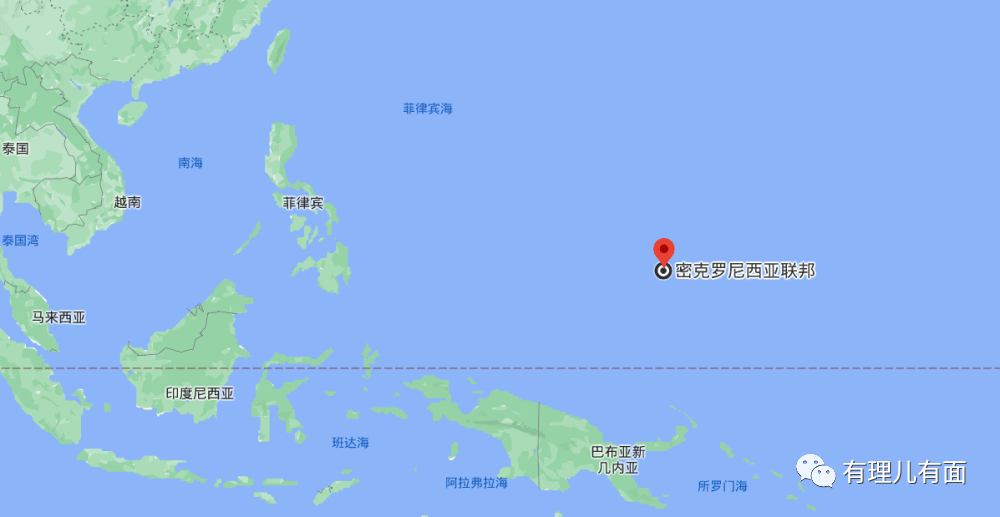 菲律宾海
泰国
南海
越南
菲律宾
泰国湾
密克罗尼西亚联邦
马来西亚
印度尼西亚
班达海
巴布亚新
几内亚
阿拉弗拉海
所罗门海
有理儿有面